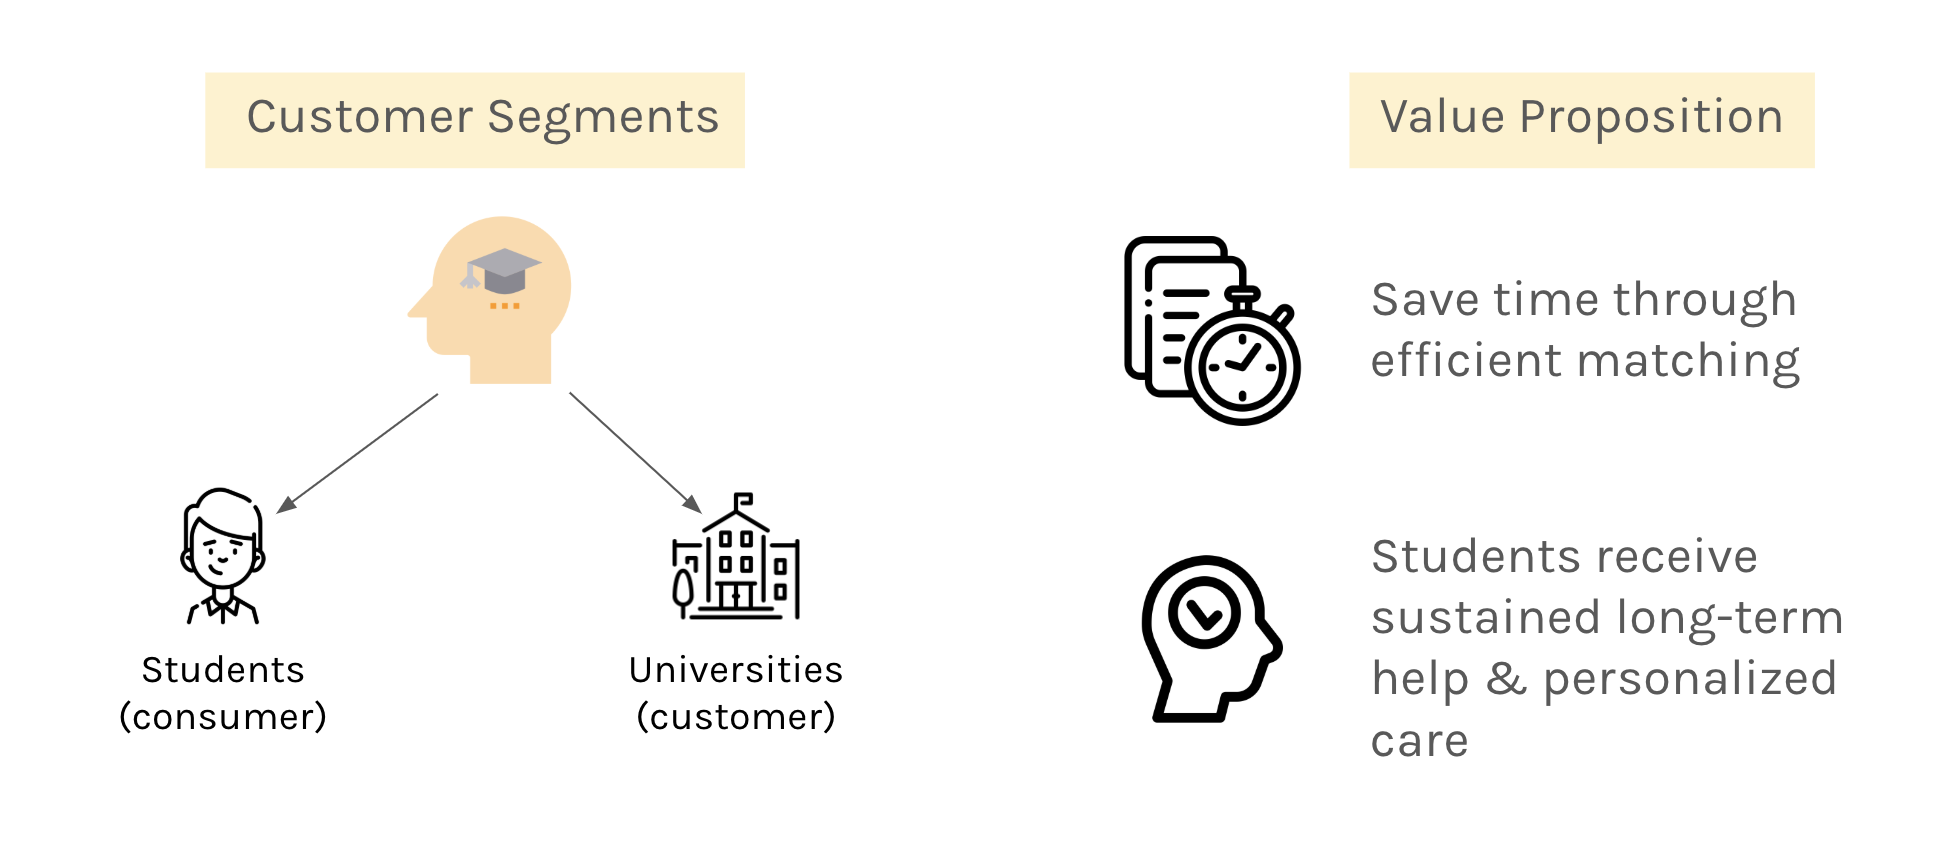 Customer Segments
Students
(consumer)
Universities
(customer)
Value Proposition
Save time through
efficient matching
Students receive
sustained long-term
help & personalized
care